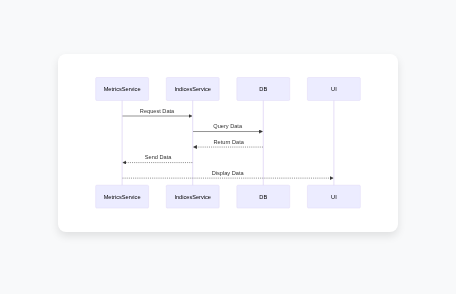 MetricsService IndicesService DB UI
Request Data
Query Data
Return Data
Send Data
Display Data
MetricsService IndicesService DB UI